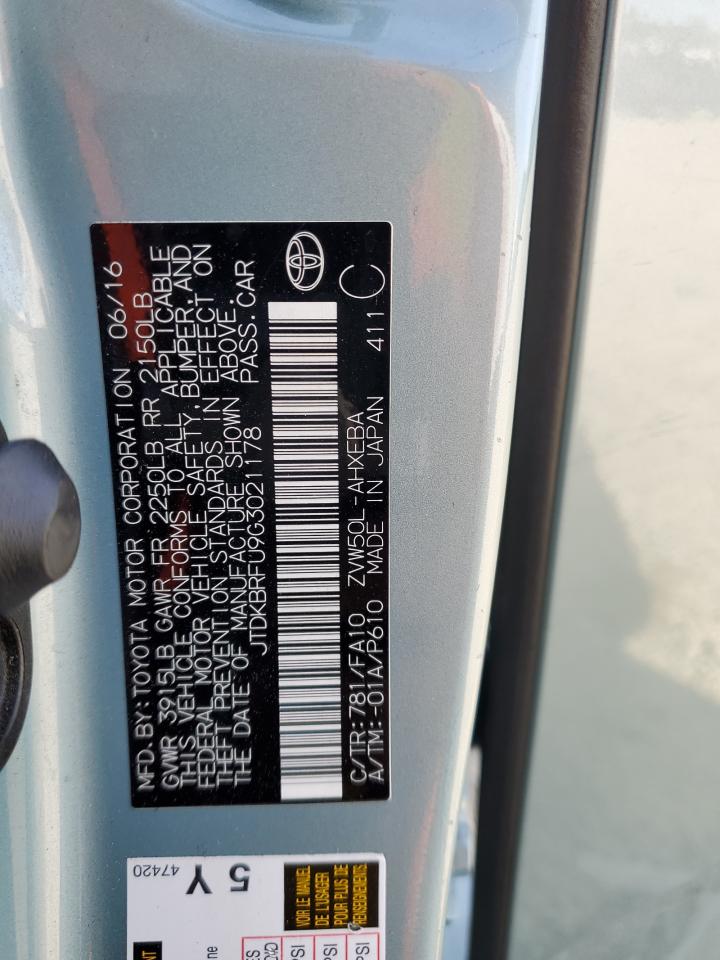 MFD. BY: TOYOTA MOTOR CORPORATION 06/16
GVWR 3915LB GAWR FR 2250LB RR 2150LB
THIS VEHICLE CONFORMS TO ALL APPLICABLE
FEDERAL MOTOR VEHICLE SAFETY, BUMPER, AND
THEFT PREVENTION STANDARDS IN EFFECT ON
THE DATE OF MANUFACTURE SHOWN ABOVE.
JTDKBRFU9G3021178 PASS. CAR
C/TR: 781/FA10 ZVW50L-AHXEBA
A/TM: -01A/P610 MADE IN JAPAN 411 C
5 Y
47420
VOIR LE MANUEL
DE L'USAGER
POUR PLUS DE
RENSEIGNEMENTS
PSI
PSI
PSI